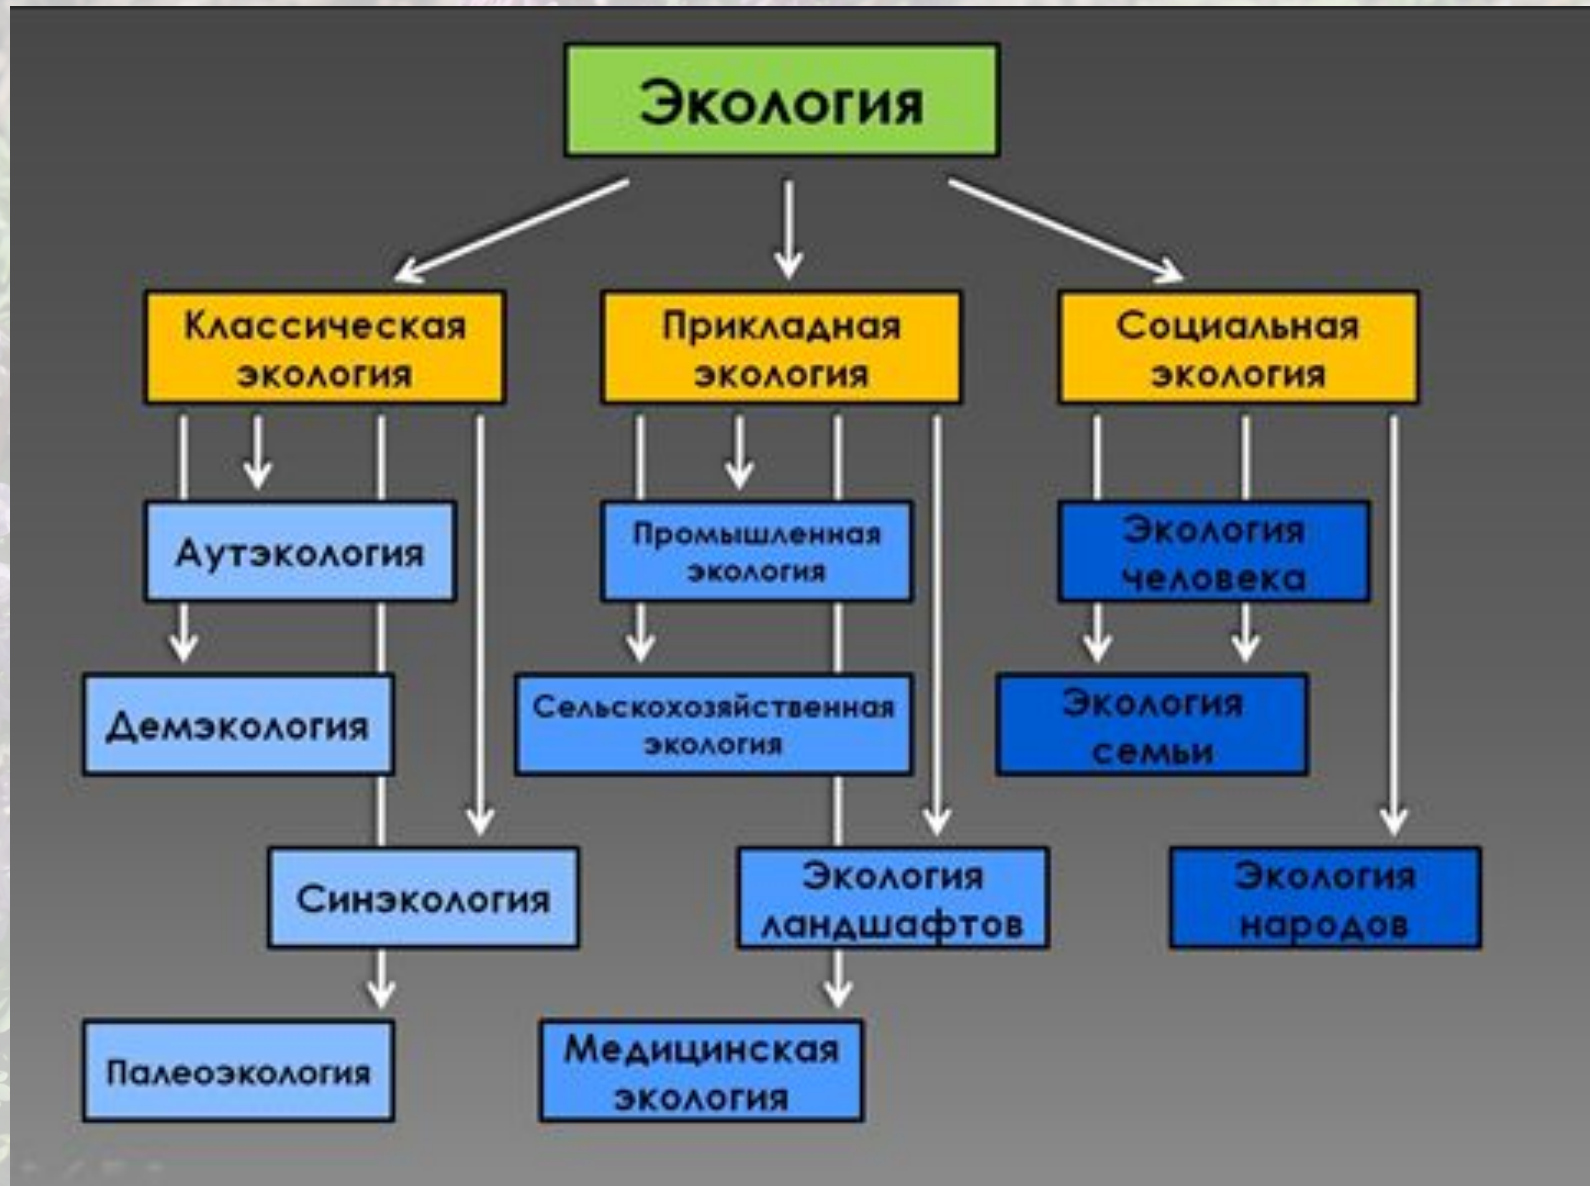 Экология
Классическая
экология
Прикладная
экология
Социальная
экология
Аутэкология
Промышленная
экология
Экология
человека
Демэкология
Сельскохозяйственная
экология
Экология
семьи
Синэкология
Экология
ландшафтов
Экология
народов
Палеоэкология
Медицинская
экология